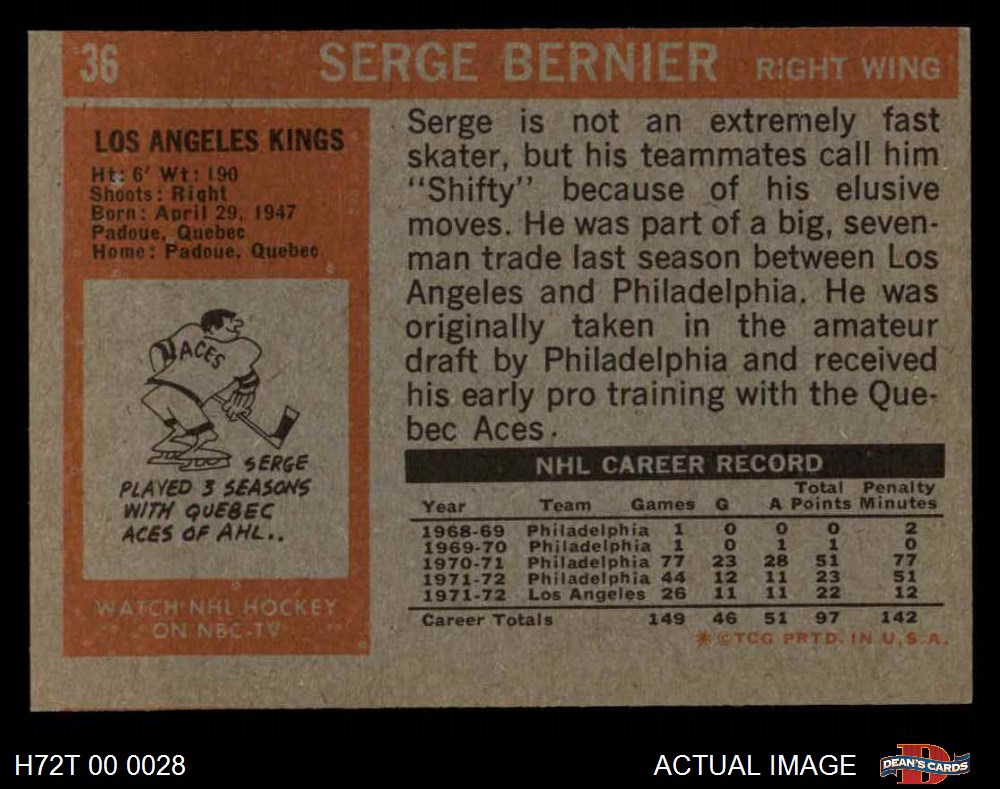 36
SERGE BERNIER
RIGHT WING
LOS ANGELES KINGS
Ht: 6' Wt: 190
Shoots: Right
Born: April 29, 1947
Padoue, Quebec
Home: Padoue, Quebec
ACES
SERGE
PLAYED 3 SEASONS
WITH QUEBEC
ACES OF AHL..
WATCH NHL HOCKEY
ON NBC-TV
Serge is not an extremely fast
skater, but his teammates call him
"Shifty" because of his elusive
moves. He was part of a big, seven-
man trade last season between Los
Angeles and Philadelphia. He was
originally taken in the amateur
draft by Philadelphia and received
his early pro training with the Que-
bec Aces.
NHL CAREER RECORD
Year Team Games G A Total Points Penalty Minutes
1968-69 Philadelphia 1 0 0 0 2
1969-70 Philadelphia 1 0 1 1 0
1970-71 Philadelphia 77 23 28 51 77
1971-72 Philadelphia 44 12 11 23 51
1971-72 Los Angeles 26 11 11 22 12
Career Totals 149 46 51 97 142
* © TCG PRTD. IN U.S.A.
H72T 00 0028
ACTUAL IMAGE
D
DEAN'S CARDS